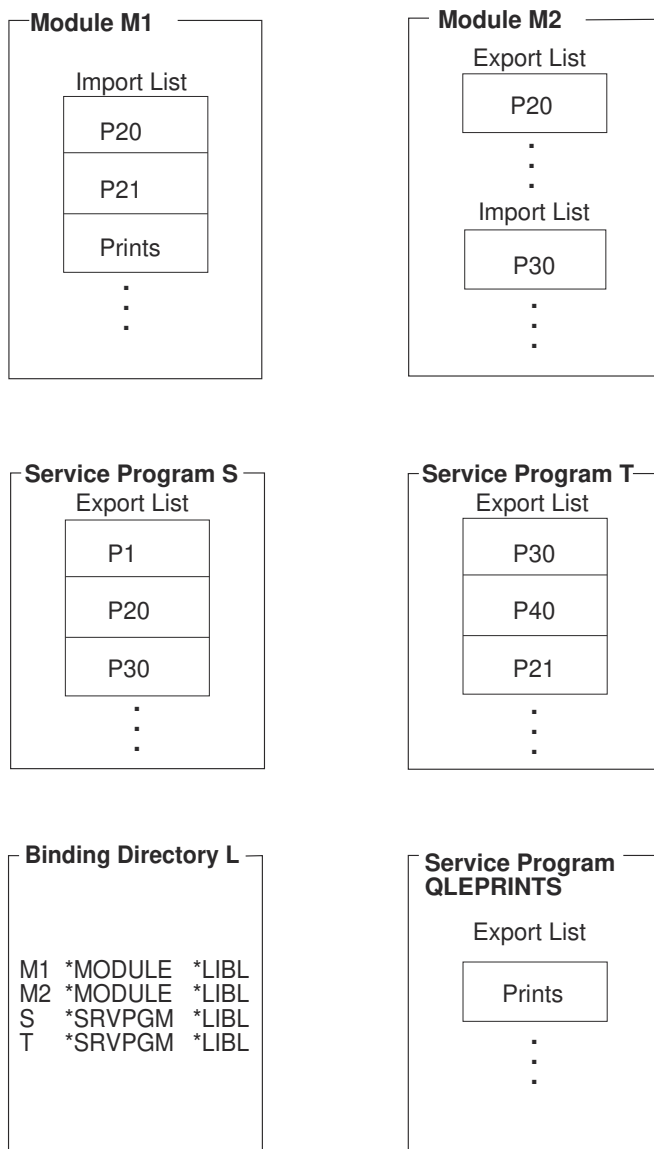 Module M1
Import List
P20
P21
Prints
Module M2
Export List
P20
Import List
P30
Service Program S
Export List
P1
P20
P30
Service Program T
Export List
P30
P40
P21
Binding Directory L
M1 *MODULE *LIBL
M2 *MODULE *LIBL
S *SRVPGM *LIBL
T *SRVPGM *LIBL
Service Program
QLEPRINTS
Export List
Prints